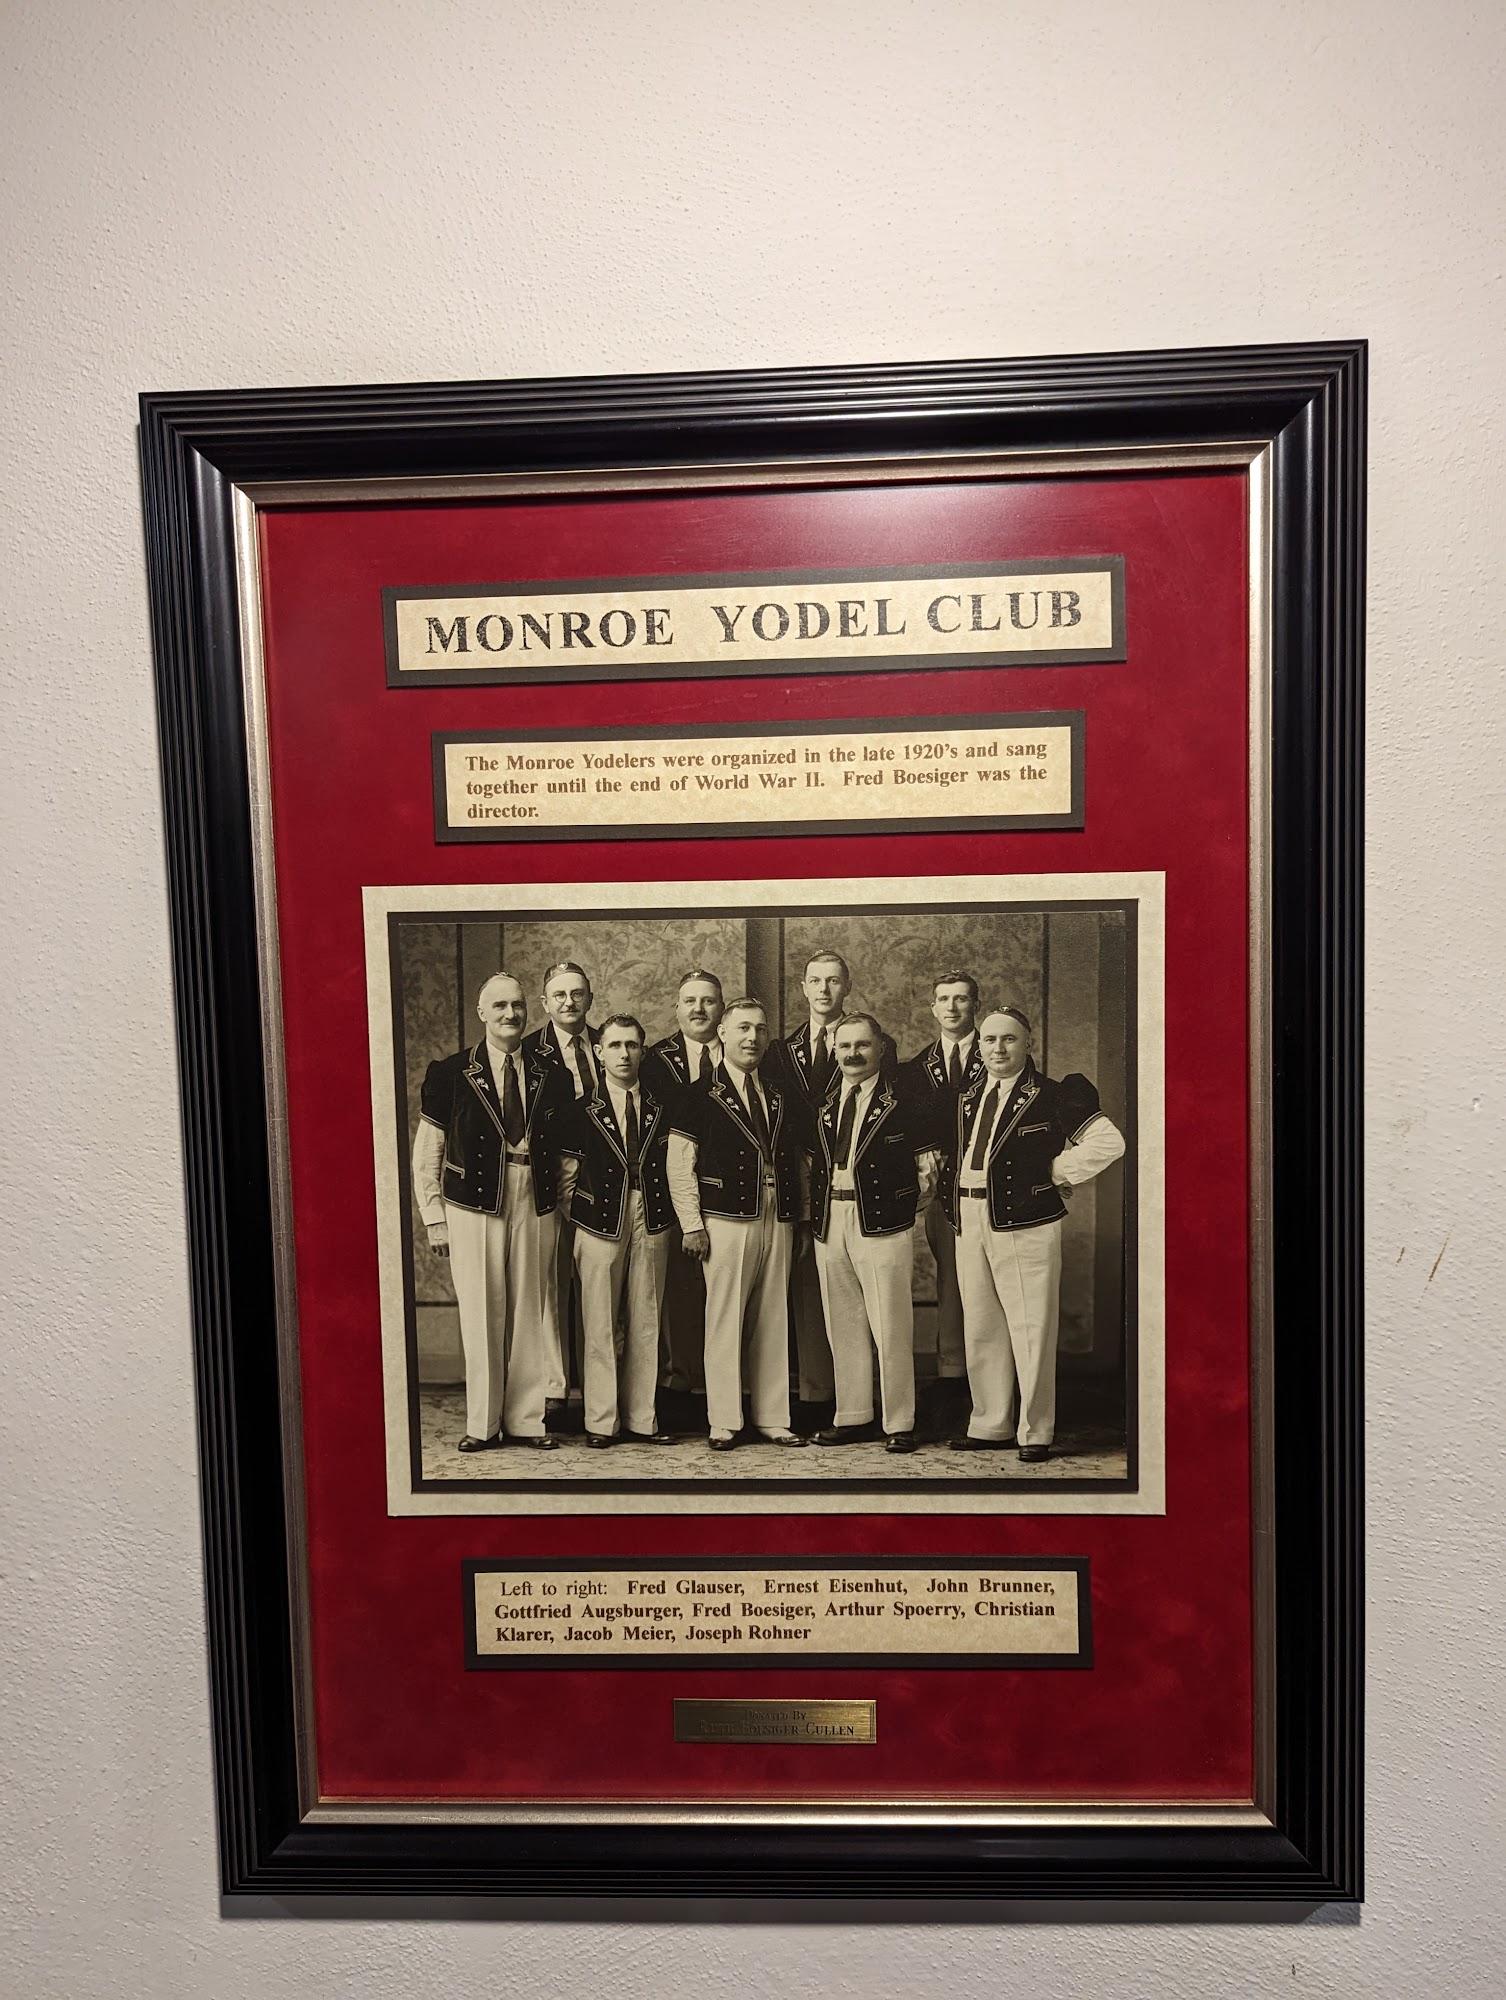 MONROE YODEL CLUB
The Monroe Yodelers were organized in the late 1920's and sang
together until the end of World War II. Fred Boesiger was the
director.
Left to right: Fred Glauser, Ernest Eisenhut, John Brunner,
Gottfried Augsburger, Fred Boesiger, Arthur Spoerry, Christian
Klarer, Jacob Meier, Joseph Rohner
DONATED BY
BOESIGER-CULLEN